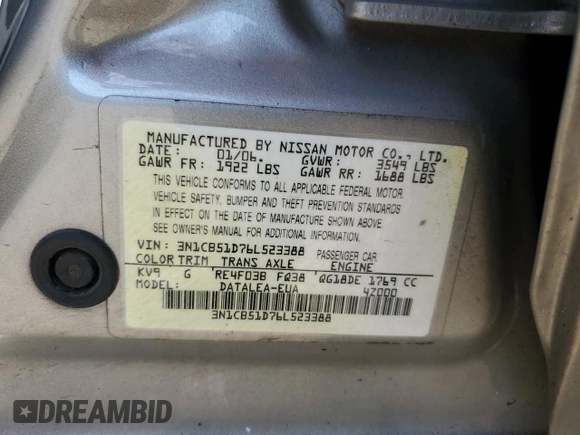 MANUFACTURED BY NISSAN MOTOR CO., LTD.
DATE: 01/06. GVWR: 3549 LBS
GAWR FR: 1922 LBS GAWR RR: 1688 LBS
THIS VEHICLE CONFORMS TO ALL APPLICABLE FEDERAL MOTOR
VEHICLE SAFETY, BUMPER AND THEFT PREVENTION STANDARDS
IN EFFECT ON THE DATE OF MANUFACTURE SHOWN ABOVE.
SEE OWNER'S MANUAL FOR ADDITIONAL INFORMATION.
VIN: 3N1CB51D76L523388 PASSENGER CAR
COLOR TRIM TRANS AXLE ENGINE
KV9 G RE4F03B FQ38 QG18DE 1769 CC
MODEL: DATALEA-EUA 4Z000
3N1CB51D76L523388
DREAMBID